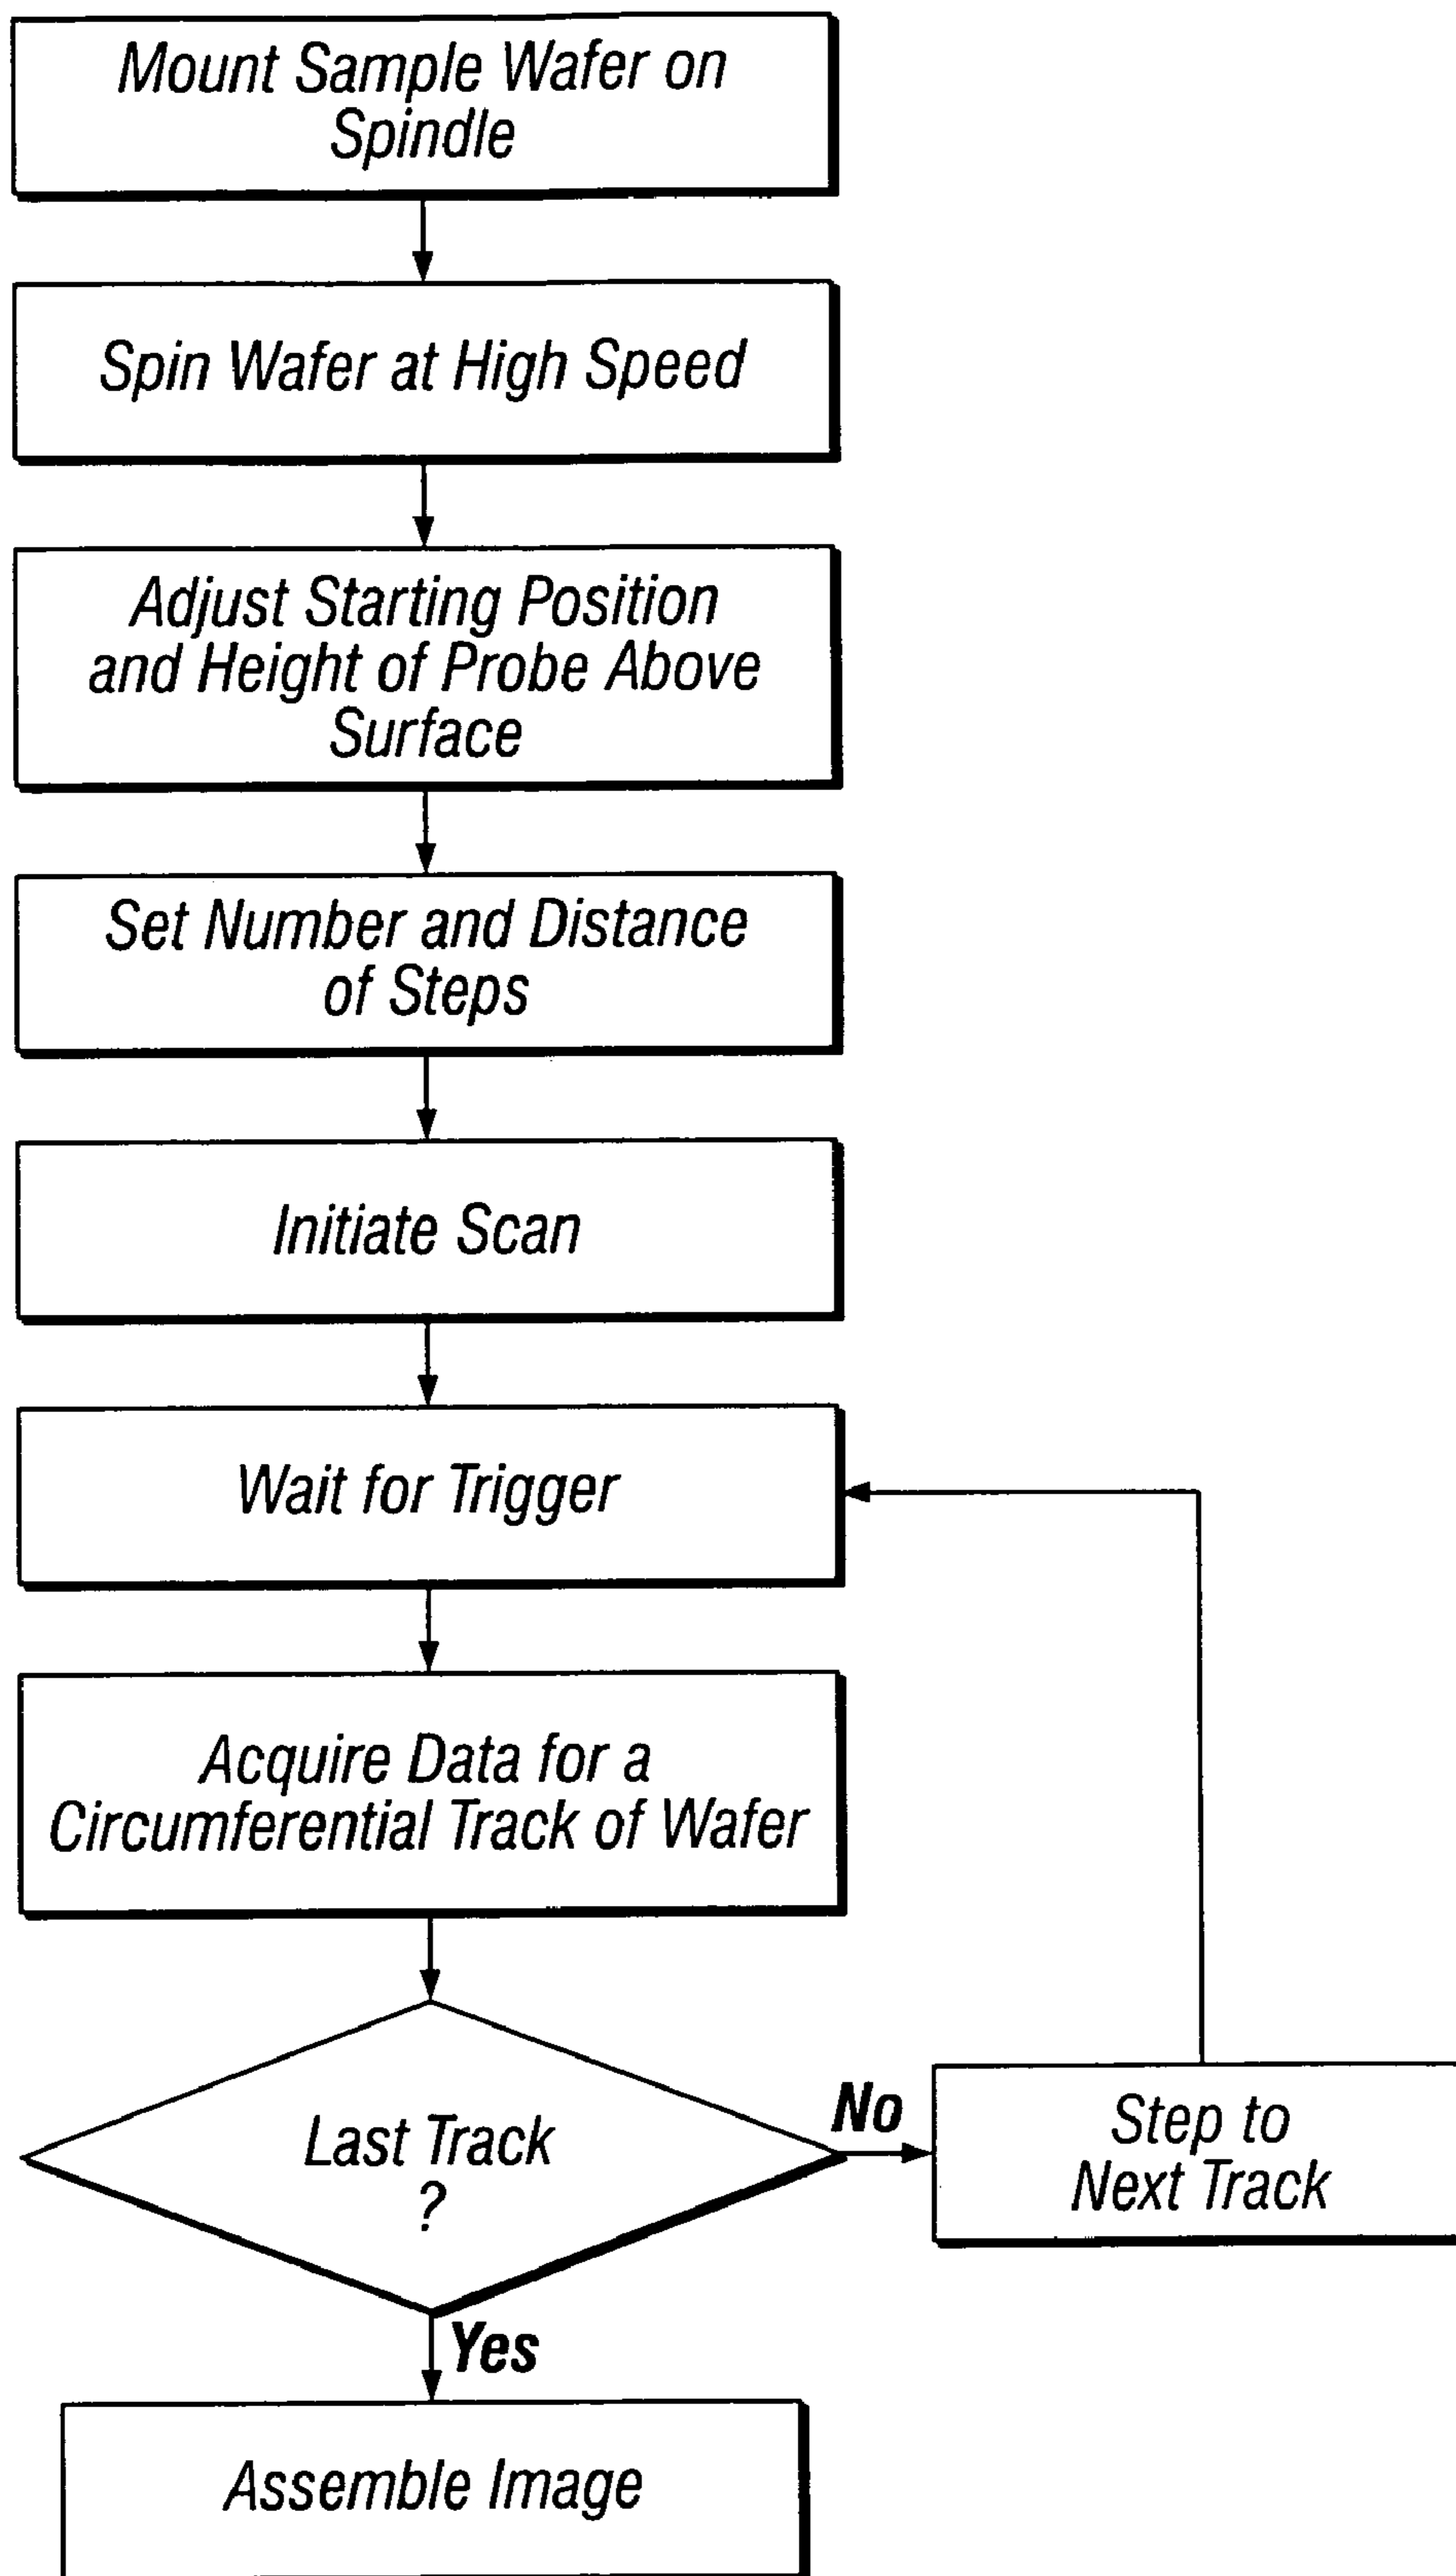 Mount Sample Wafer on
Spindle
Spin Wafer at High Speed
Adjust Starting Position
and Height of Probe Above
Surface
Set Number and Distance
of Steps
Initiate Scan
Wait for Trigger
Acquire Data for a
Circumferential Track of Wafer
Last Track
?
No
Step to
Next Track
Yes
Assemble Image